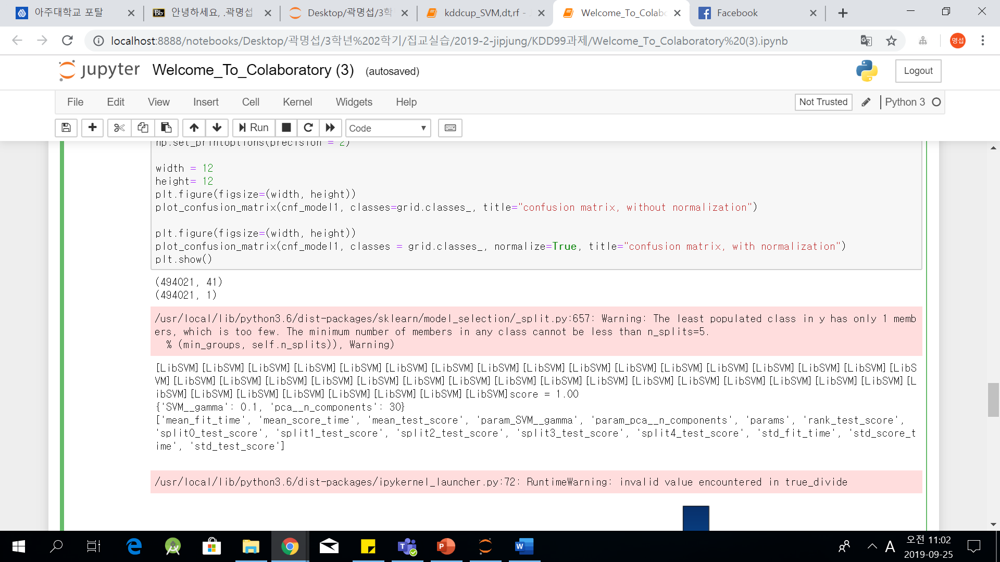 아주대학교 포탈
안녕하세요, .곽명섭
Desktop/곽명섭/3학
kddcup_SVM,dt,rf -
Welcome_To_Colabo
Facebook
localhost:8888/notebooks/Desktop/곽명섭/3학년%202학기/집교실습/2019-2-jipjung/KDD99과제/Welcome_To_Colaboratory%20(3).ipynb
명섭
jupyter Welcome_To_Colaboratory (3) (autosaved)
Logout
File Edit View Insert Cell Kernel Widgets Help
Not Trusted
Python 3
Run
Code
np.set_printoptions(precision = 2)
width = 12
height= 12
plt.figure(figsize=(width, height))
plot_confusion_matrix(cnf_model1, classes=grid.classes_, title="confusion matrix, without normalization")
plt.figure(figsize=(width, height))
plot_confusion_matrix(cnf_model1, classes = grid.classes_, normalize=True, title="confusion matrix, with normalization")
plt.show()
(494021, 41)
(494021, 1)
/usr/local/lib/python3.6/dist-packages/sklearn/model_selection/_split.py:657: Warning: The least populated class in y has only 1 memb
ers, which is too few. The minimum number of members in any class cannot be less than n_splits=5.
% (min_groups, self.n_splits)), Warning)
[LibSVM][LibSVM][LibSVM][LibSVM][LibSVM][LibSVM][LibSVM][LibSVM][LibSVM][LibSVM][LibSVM][LibSVM][LibSVM][LibSVM][LibSVM][LibSVM][LibS
VM][LibSVM][LibSVM][LibSVM][LibSVM][LibSVM][LibSVM][LibSVM][LibSVM][LibSVM][LibSVM][LibSVM][LibSVM][LibSVM][LibSVM][LibSVM][LibSVM][L
ibSVM][LibSVM][LibSVM][LibSVM][LibSVM][LibSVM][LibSVM][LibSVM]score = 1.00
{'SVM__gamma': 0.1, 'pca__n_components': 30}
['mean_fit_time', 'mean_score_time', 'mean_test_score', 'param_SVM__gamma', 'param_pca__n_components', 'params', 'rank_test_score',
'split0_test_score', 'split1_test_score', 'split2_test_score', 'split3_test_score', 'split4_test_score', 'std_fit_time', 'std_score_t
ime', 'std_test_score']
/usr/local/lib/python3.6/dist-packages/ipykernel_launcher.py:72: RuntimeWarning: invalid value encountered in true_divide
A
오전 11:02
2019-09-25